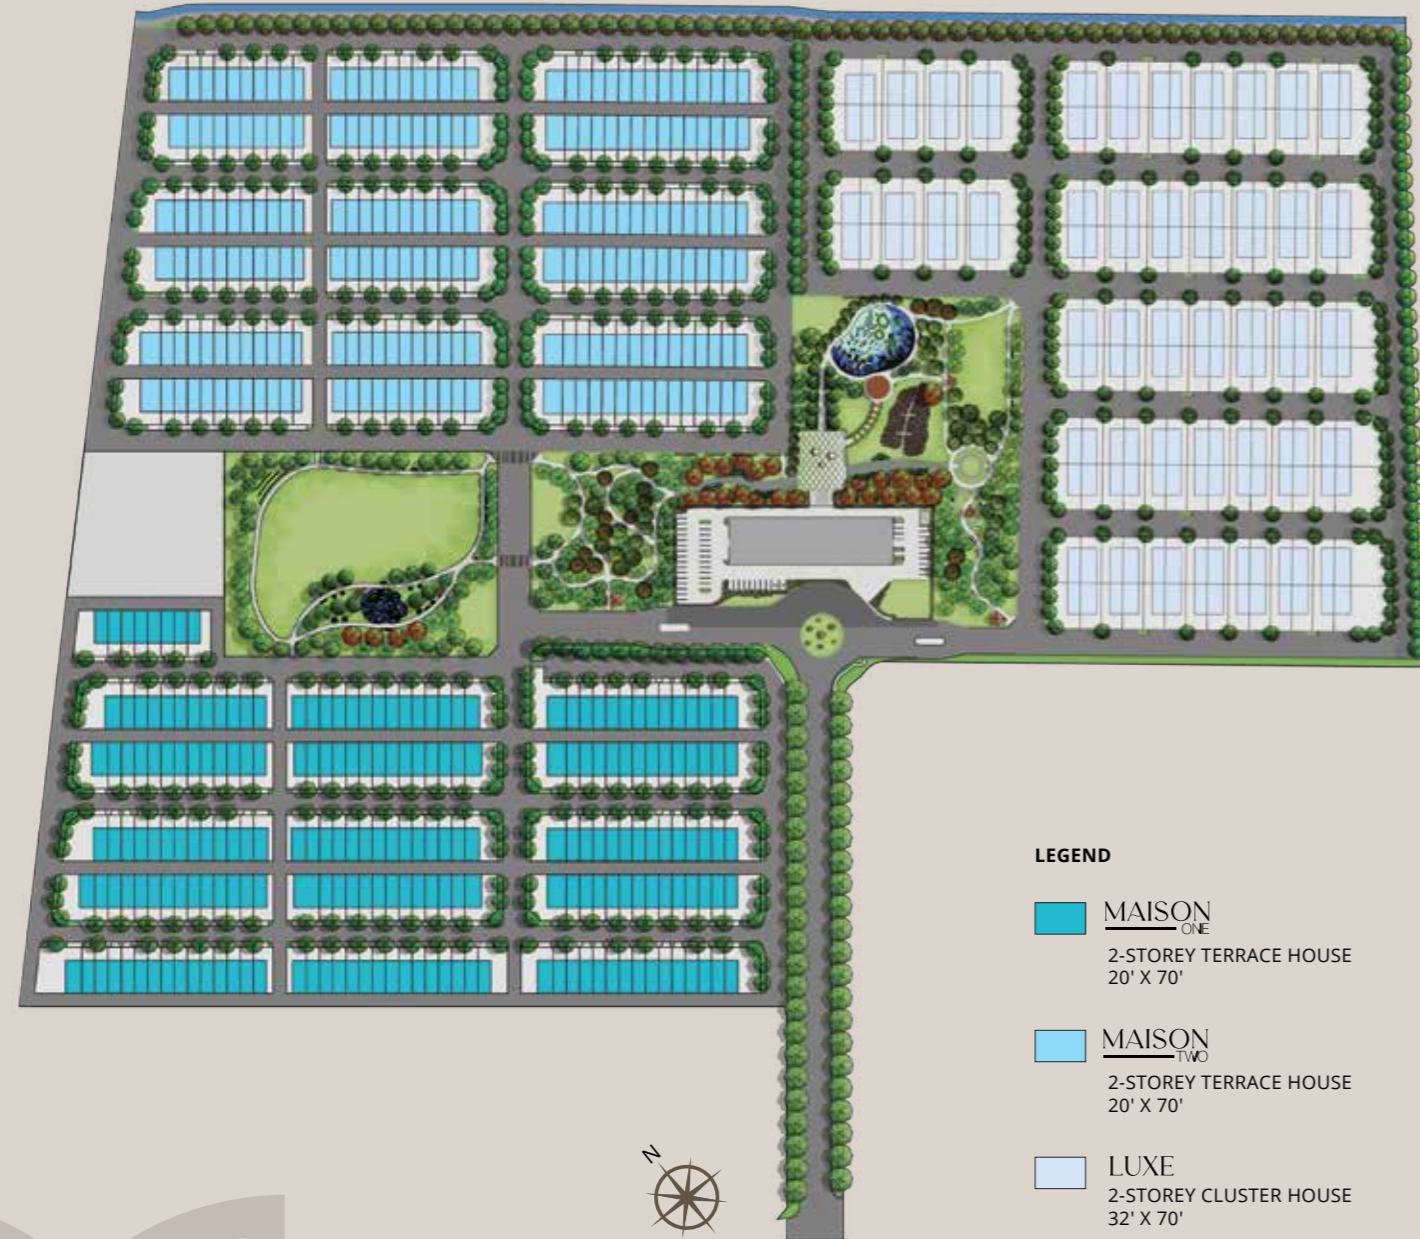 LEGEND
MAISON
ONE
2-STOREY TERRACE HOUSE
20' X 70'
MAISON
TWO
2-STOREY TERRACE HOUSE
20' X 70'
N
LUXE
2-STOREY CLUSTER HOUSE
32' X 70'